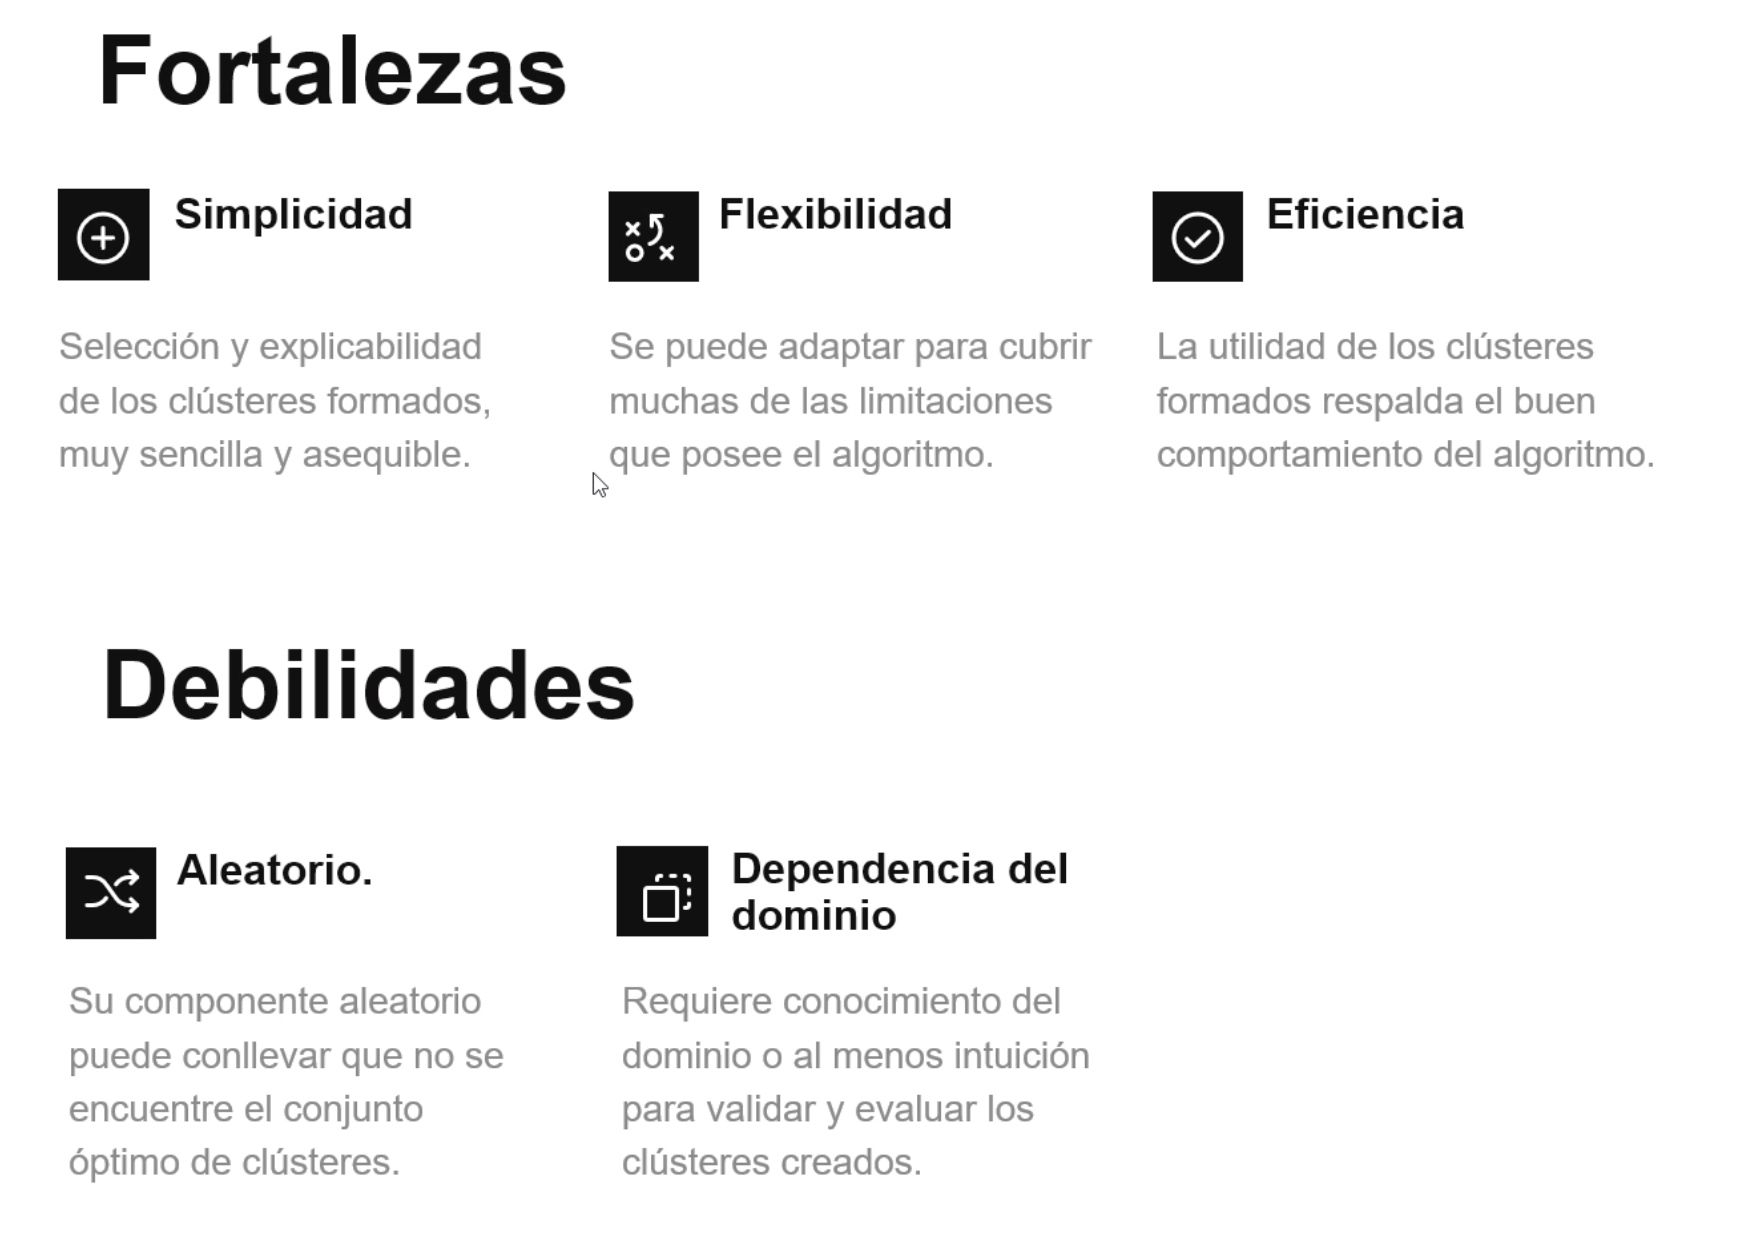 Fortalezas
Simplicidad
Selección y explicabilidad
de los clústeres formados,
muy sencilla y asequible.
Flexibilidad
Se puede adaptar para cubrir
muchas de las limitaciones
que posee el algoritmo.
Eficiencia
La utilidad de los clústeres
formados respalda el buen
comportamiento del algoritmo.
Debilidades
Aleatorio.
Su componente aleatorio
puede conllevar que no se
encuentre el conjunto
óptimo de clústeres.
Dependencia del
dominio
Requiere conocimiento del
dominio o al menos intuición
para validar y evaluar los
clústeres creados.